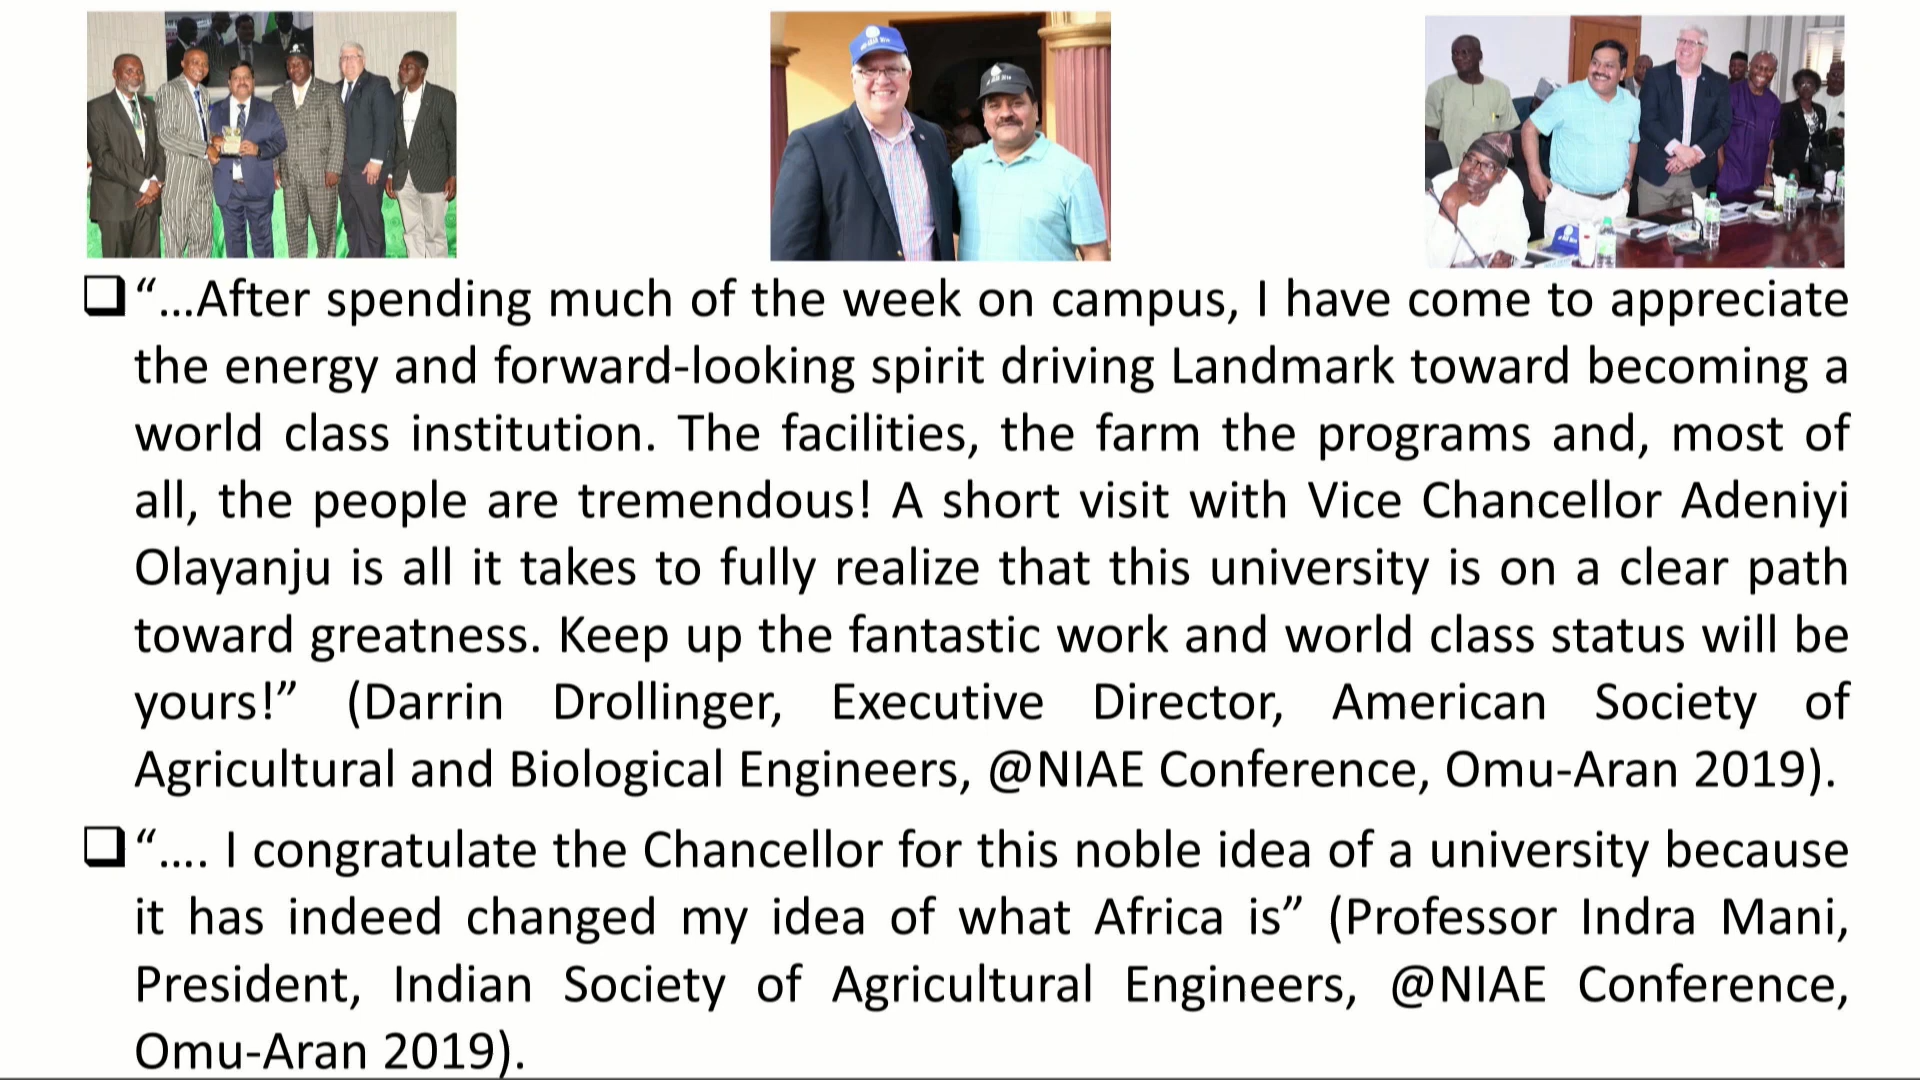 ❑ “…After spending much of the week on campus, I have come to appreciate
the energy and forward-looking spirit driving Landmark toward becoming a
world class institution. The facilities, the farm the programs and, most of
all, the people are tremendous! A short visit with Vice Chancellor Adeniyi
Olayanju is all it takes to fully realize that this university is on a clear path
toward greatness. Keep up the fantastic work and world class status will be
yours!” (Darrin Drollinger, Executive Director, American Society of
Agricultural and Biological Engineers, @NIAE Conference, Omu-Aran 2019).
❑ “…. I congratulate the Chancellor for this noble idea of a university because
it has indeed changed my idea of what Africa is” (Professor Indra Mani,
President, Indian Society of Agricultural Engineers, @NIAE Conference,
Omu-Aran 2019).